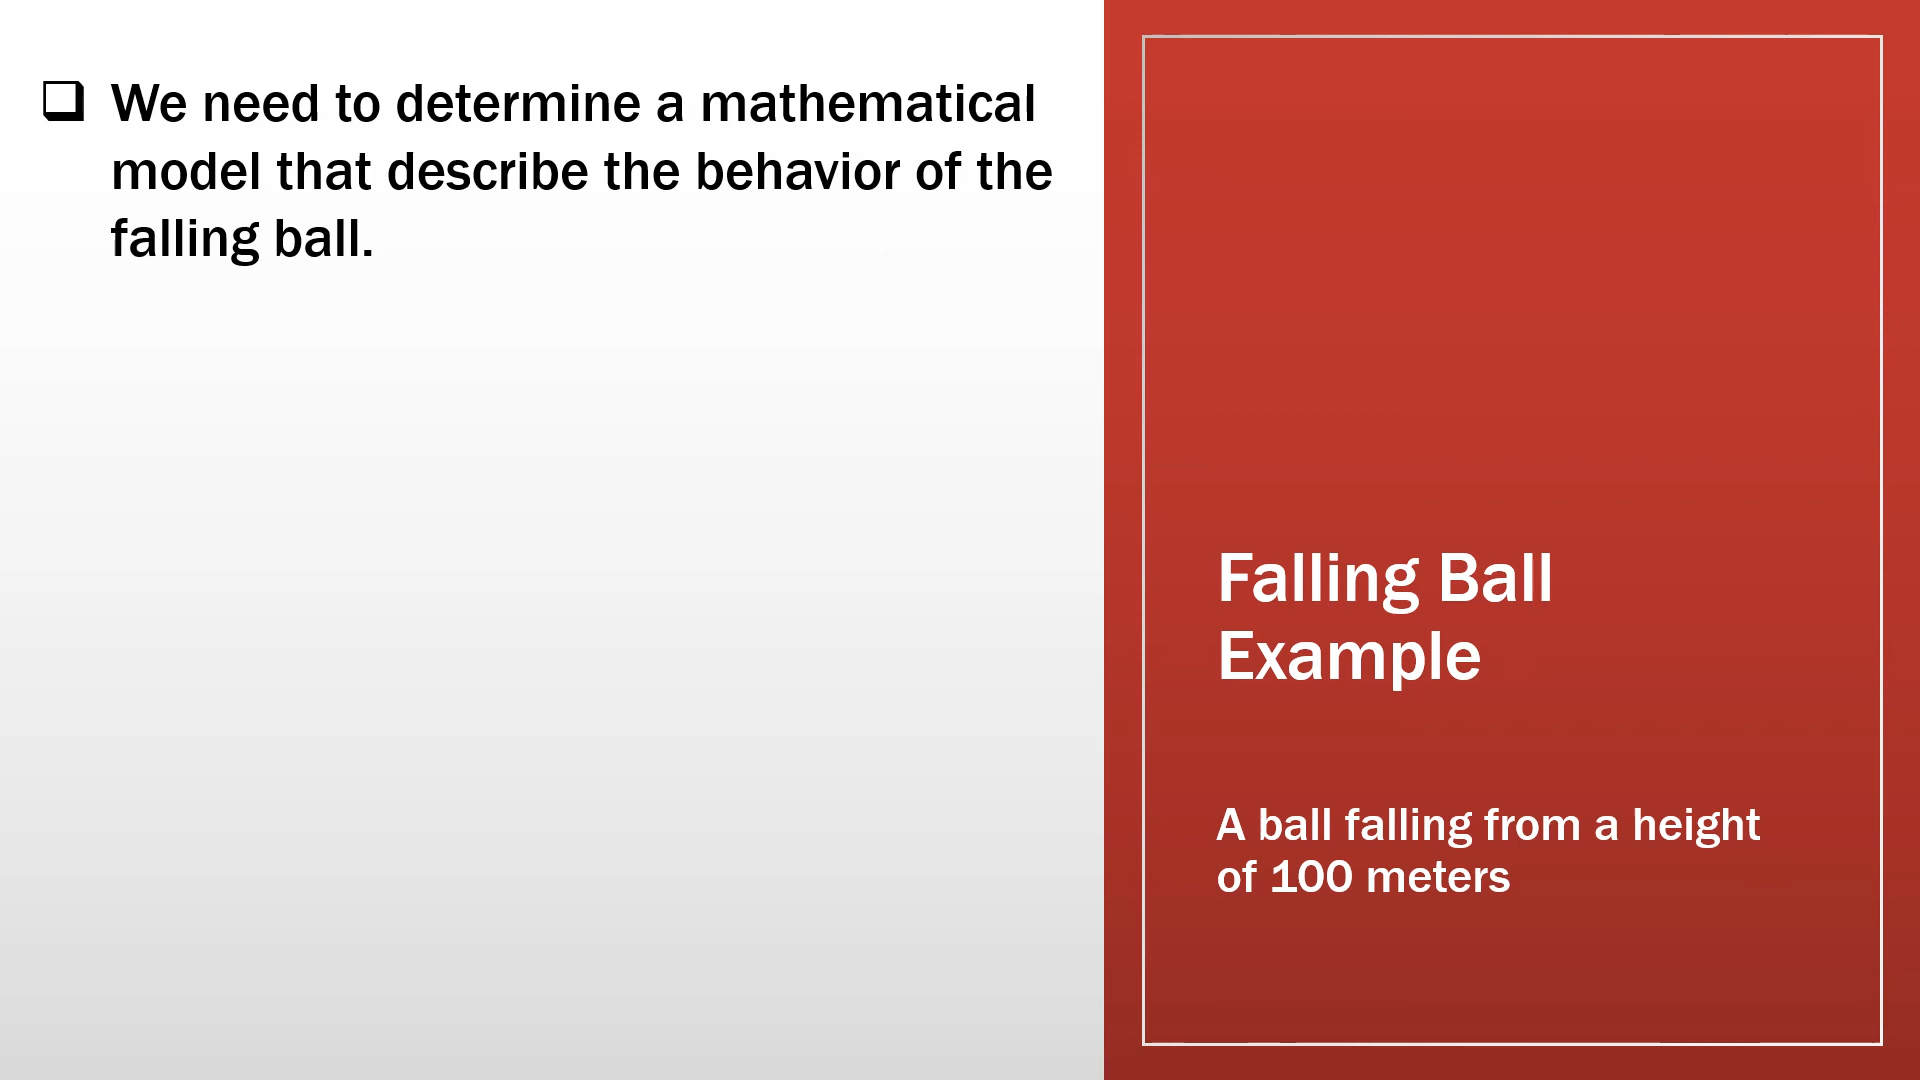 ❑ We need to determine a mathematical
model that describe the behavior of the
falling ball.
Falling Ball
Example
A ball falling from a height
of 100 meters